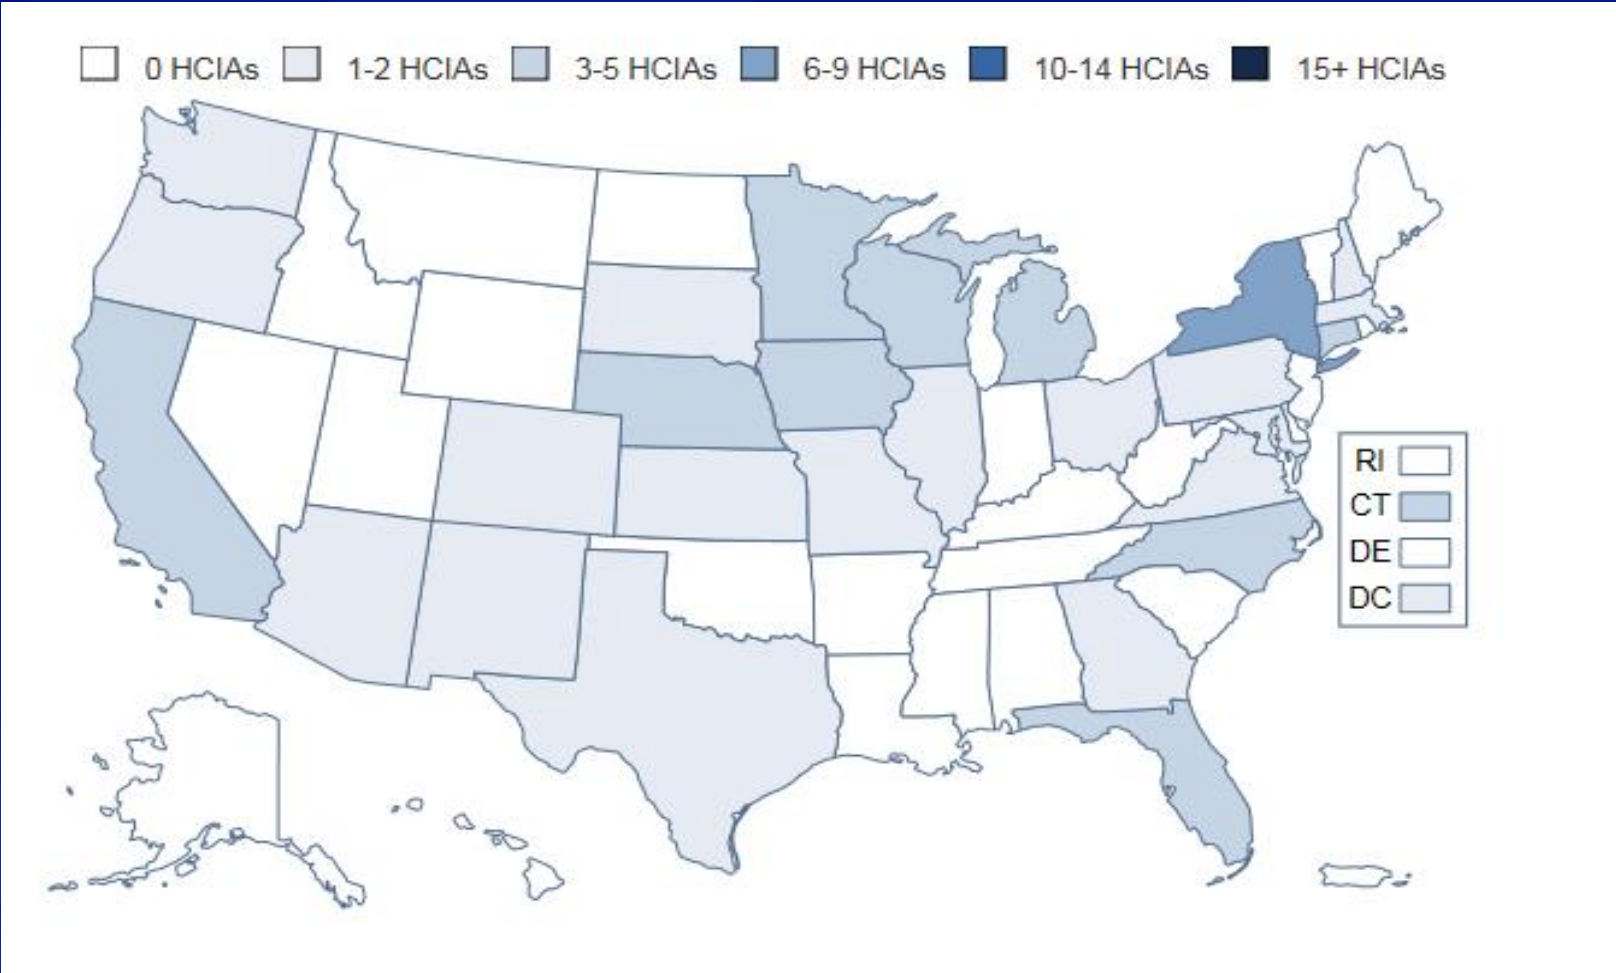 0 HCIAs 1-2 HCIAs 3-5 HCIAs 6-9 HCIAs 10-14 HCIAs 15+ HCIAs
RI
CT
DE
DC